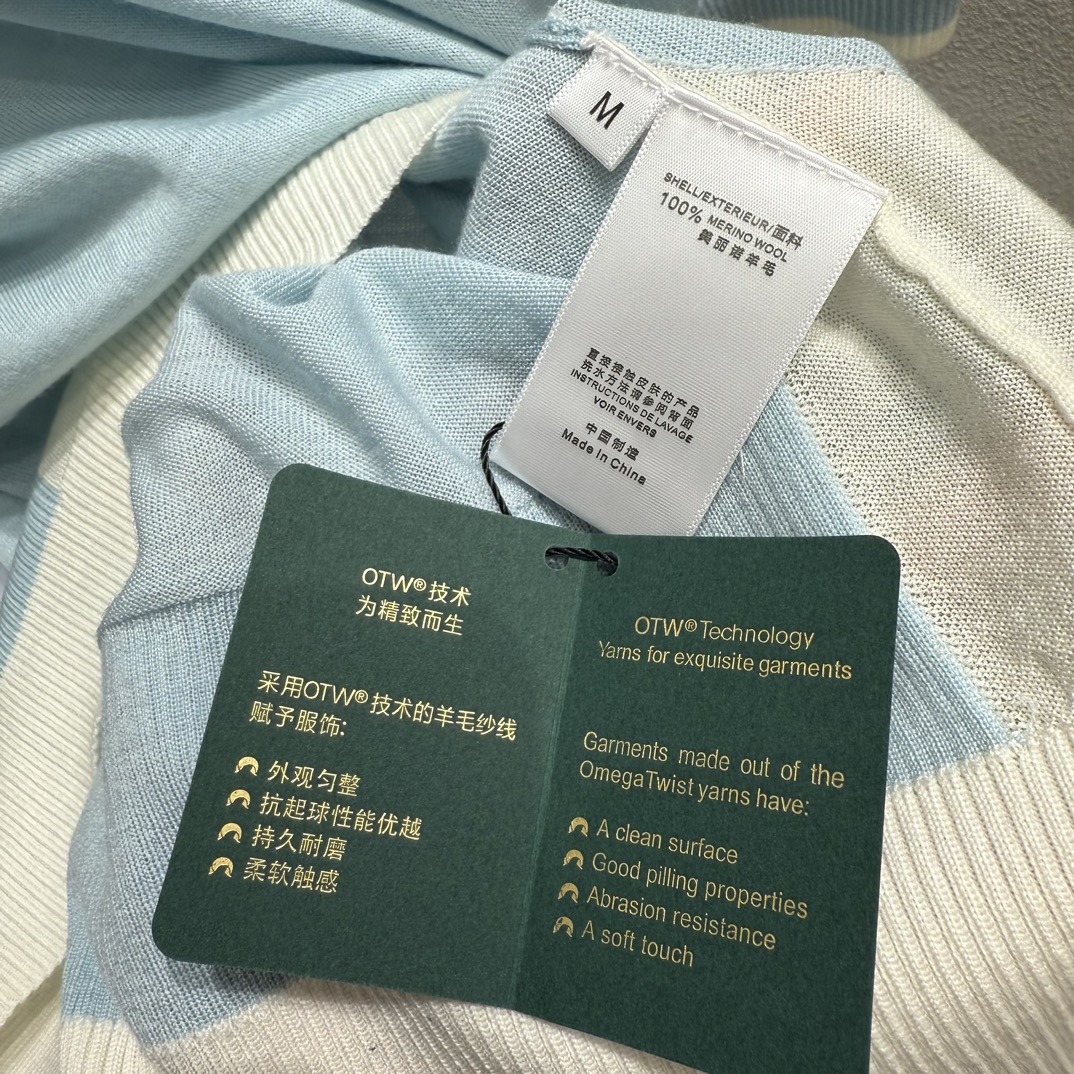 M
SHELL/EXTERIEUR/面料
100% MERINO WOOL
美丽诺羊毛
直接接触皮肤的产品
洗水方法请参阅背面
INSTRUCTIONS DE LAVAGE
VOIR ENVERS
中国制造
Made In China
OTW®技术
为精致而生
采用OTW®技术的羊毛纱线
赋予服饰:
外观匀整
抗起球性能优越
持久耐磨
柔软触感
OTW® Technology
Yarns for exquisite garments
Garments made out of the
OmegaTwist yarns have:
A clean surface
Good pilling properties
Abrasion resistance
A soft touch